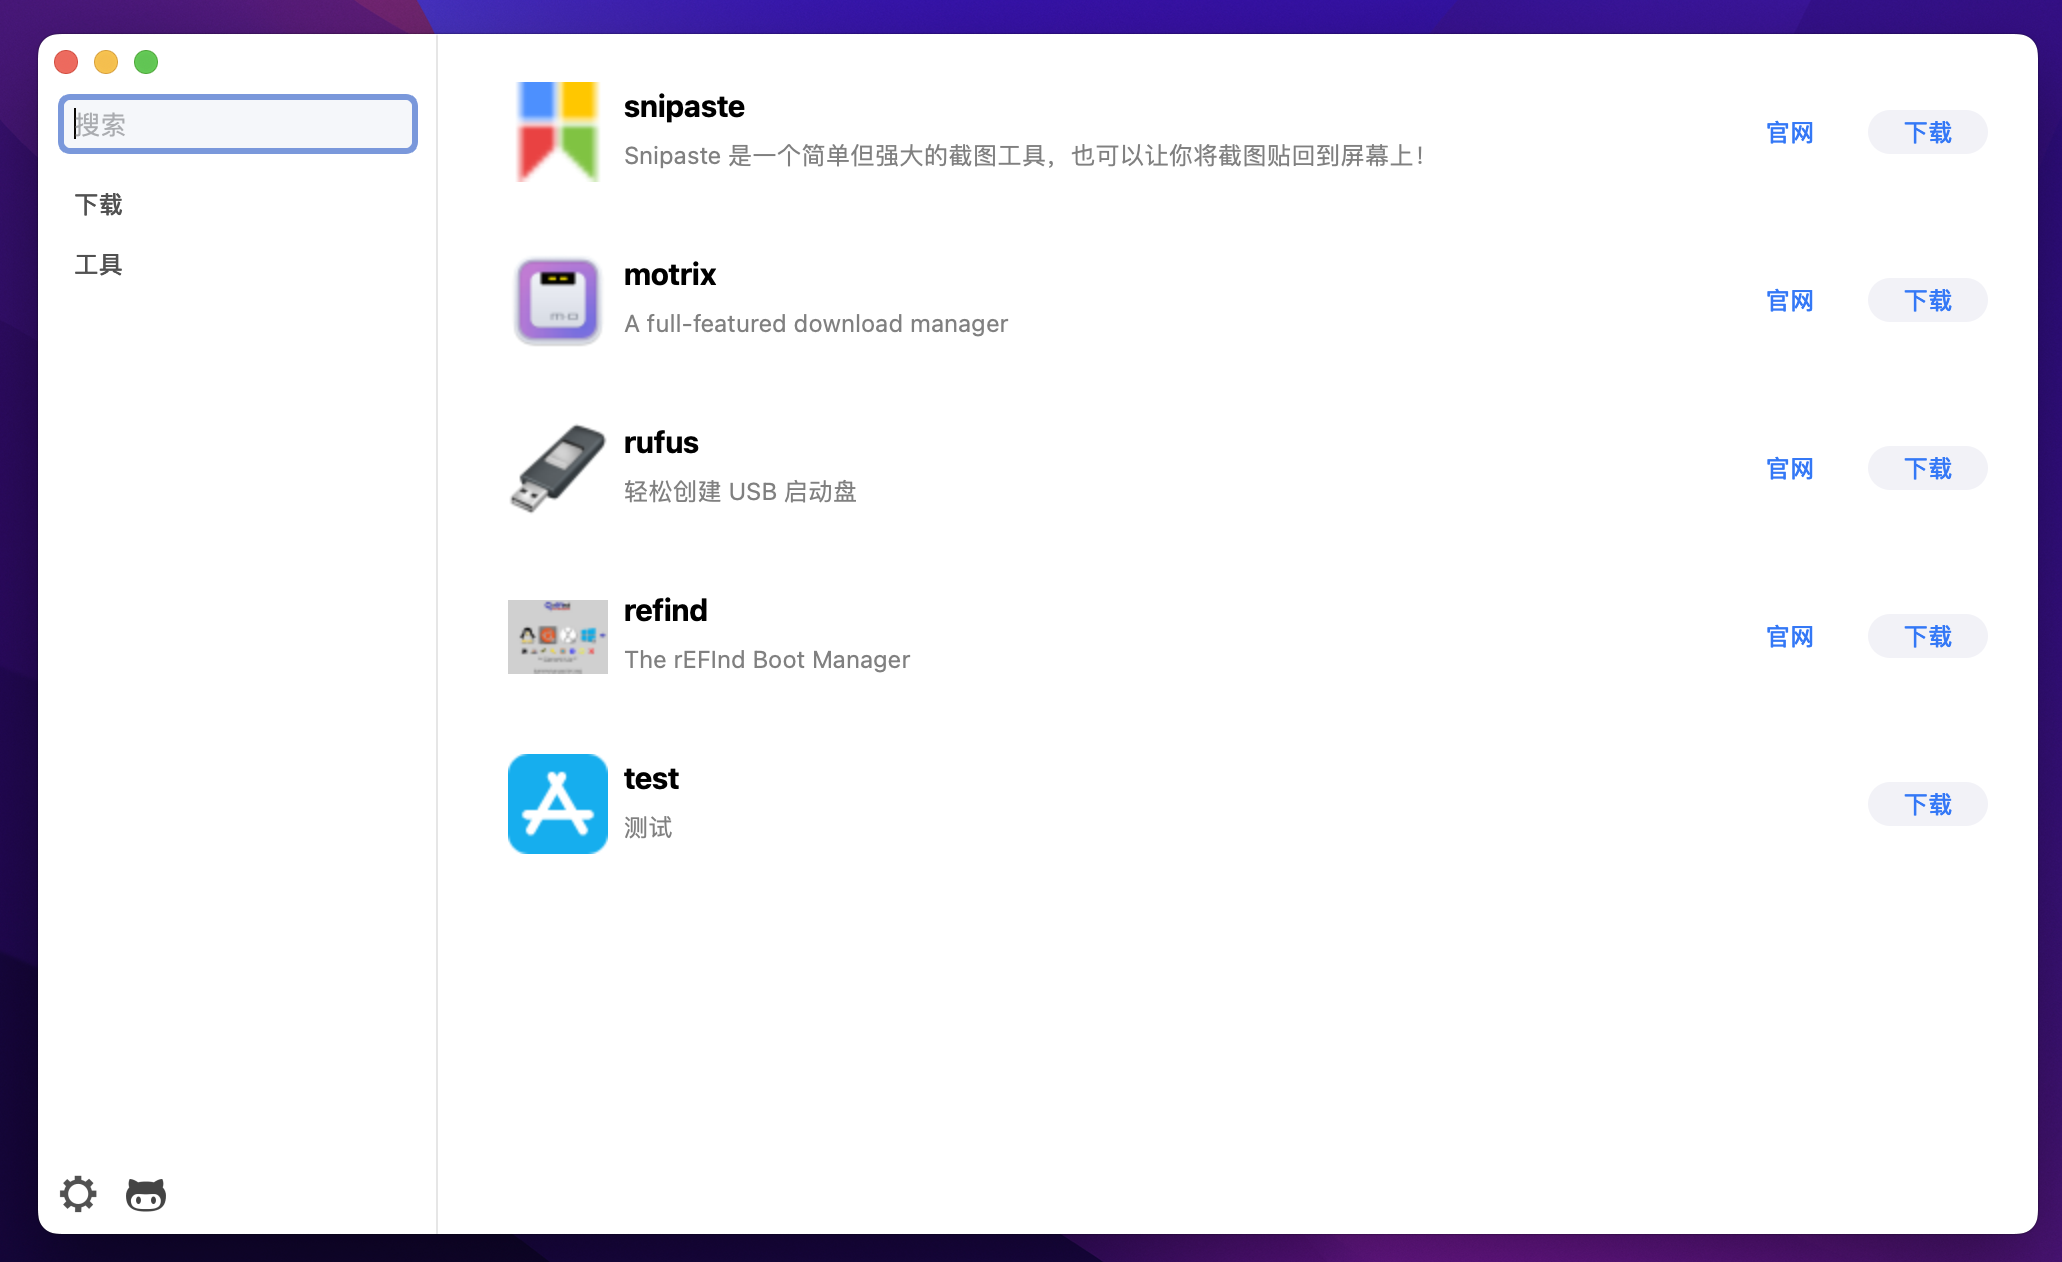 搜索
下载
工具
snipaste
Snipaste 是一个简单但强大的截图工具，也可以让你将截图贴回到屏幕上！
官网
下载
motrix
A full-featured download manager
官网
下载
rufus
轻松创建 USB 启动盘
官网
下载
refind
The rEFInd Boot Manager
官网
下载
test
测试
下载